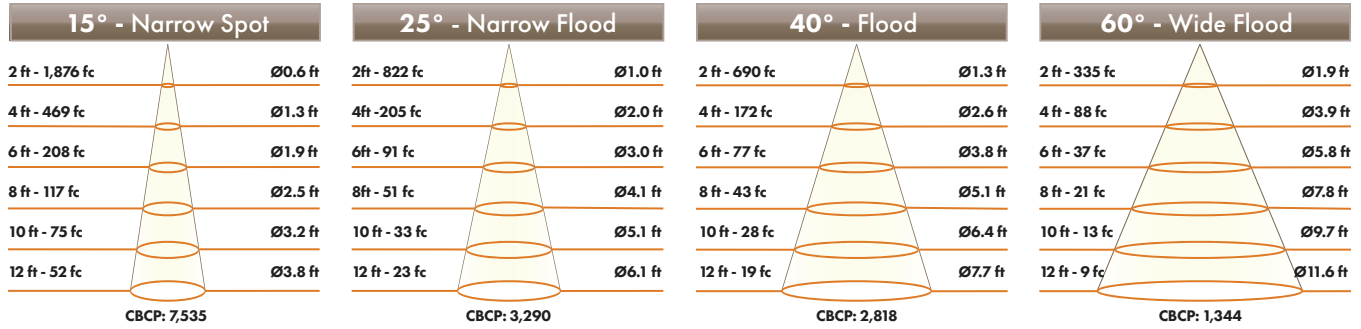 15° - Narrow Spot
2 ft - 1,876 fc Ø0.6 ft
4 ft - 469 fc Ø1.3 ft
6 ft - 208 fc Ø1.9 ft
8 ft - 117 fc Ø2.5 ft
10 ft - 75 fc Ø3.2 ft
12 ft - 52 fc Ø3.8 ft
CBCP: 7,535
25° - Narrow Flood
2ft - 822 fc Ø1.0 ft
4ft -205 fc Ø2.0 ft
6ft - 91 fc Ø3.0 ft
8ft - 51 fc Ø4.1 ft
10 ft - 33 fc Ø5.1 ft
12 ft - 23 fc Ø6.1 ft
CBCP: 3,290
40° - Flood
2 ft - 690 fc Ø1.3 ft
4 ft - 172 fc Ø2.6 ft
6 ft - 77 fc Ø3.8 ft
8 ft - 43 fc Ø5.1 ft
10 ft - 28 fc Ø6.4 ft
12 ft - 19 fc Ø7.7 ft
CBCP: 2,818
60° - Wide Flood
2 ft - 335 fc Ø1.9 ft
4 ft - 88 fc Ø3.9 ft
6 ft - 37 fc Ø5.8 ft
8 ft - 21 fc Ø7.8 ft
10 ft - 13 fc Ø9.7 ft
12 ft - 9 fc Ø11.6 ft
CBCP: 1,344